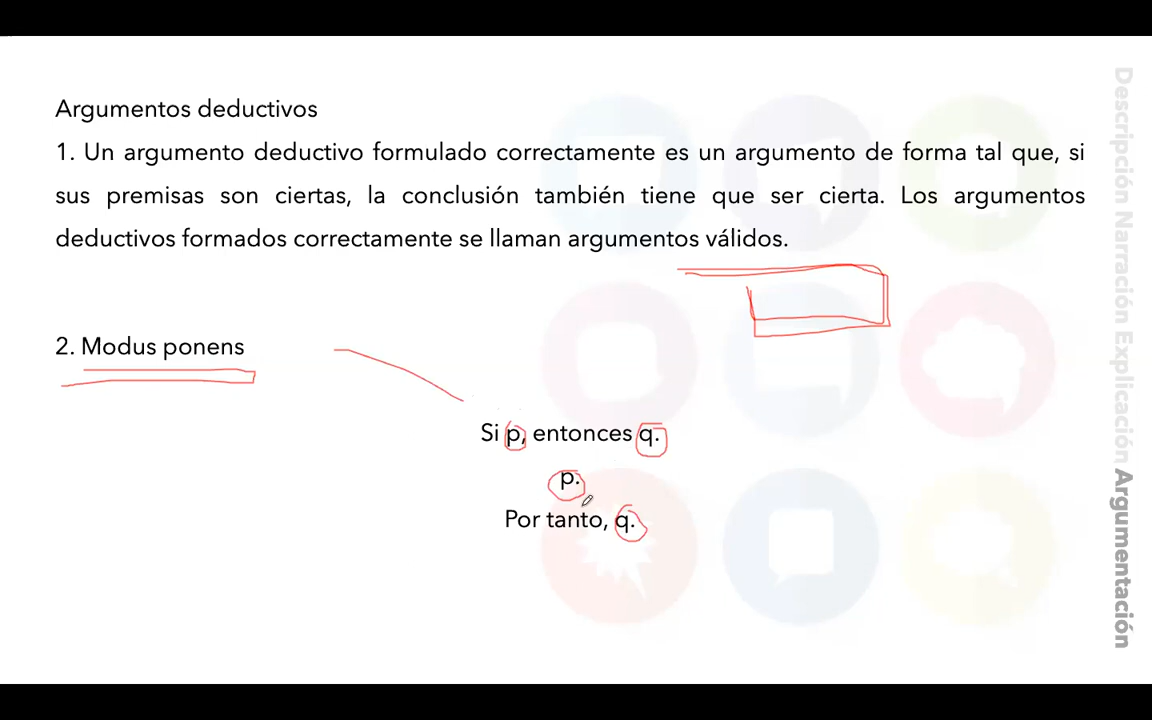 Argumentos deductivos
1. Un argumento deductivo formulado correctamente es un argumento de forma tal que, si
sus premisas son ciertas, la conclusión también tiene que ser cierta. Los argumentos
deductivos formados correctamente se llaman argumentos válidos.
2. Modus ponens
Si p, entonces q.
p.
Por tanto, q.
Descripción Narración Explicación Argumentación